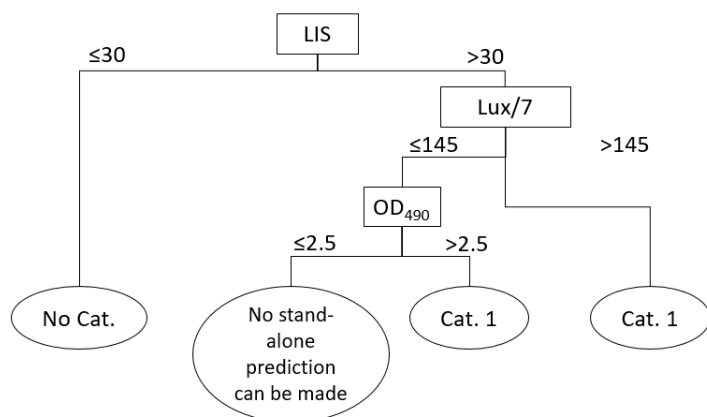 LIS
≤30
>30
Lux/7
≤145
>145
OD₄₉₀
≤2.5
>2.5
No Cat.
No stand-
alone
prediction
can be made
Cat. 1
Cat. 1